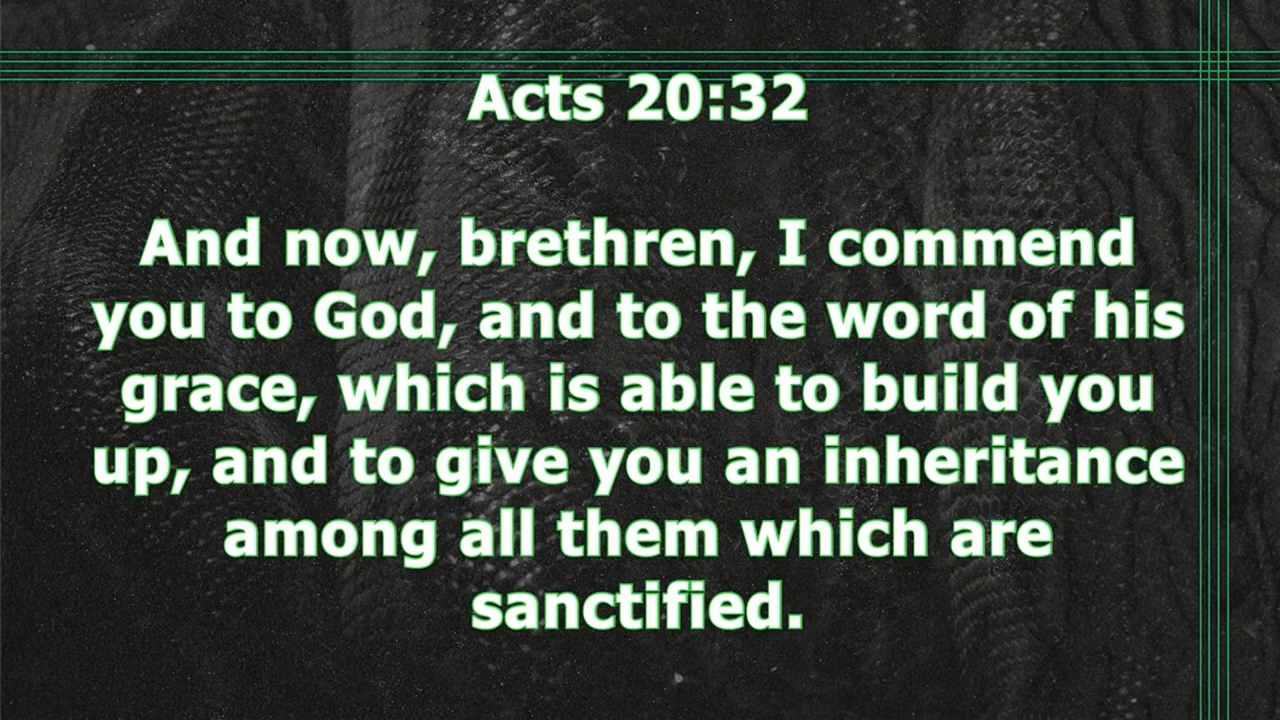 Acts 20:32
And now, brethren, I commend
you to God, and to the word of his
grace, which is able to build you
up, and to give you an inheritance
among all them which are
sanctified.